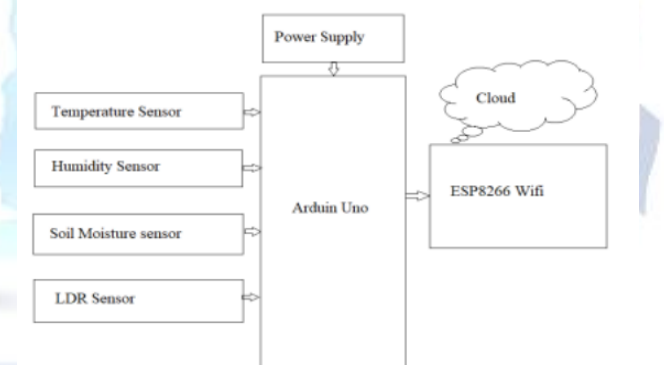 Power Supply
Cloud
Temperature Sensor
Humidity Sensor
ESP8266 Wifi
Arduin Uno
Soil Moisture sensor
LDR Sensor